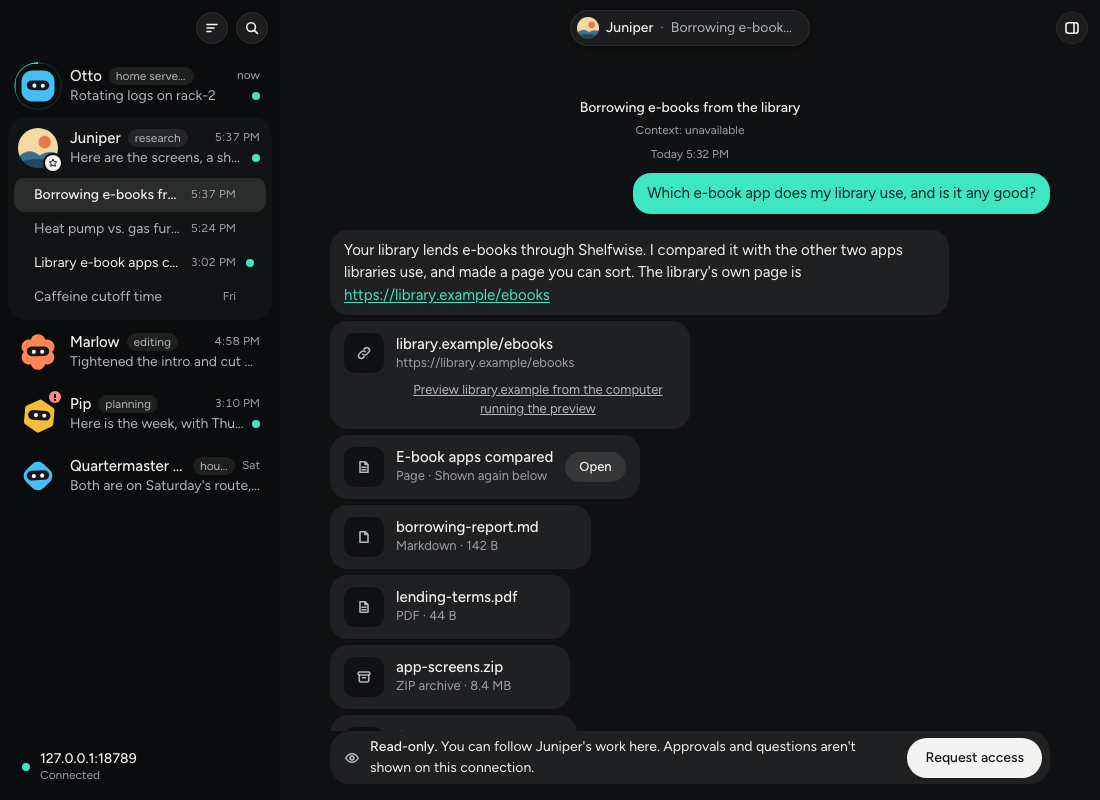 Juniper · Borrowing e-book...
Otto home serve... now
Rotating logs on rack-2
Juniper research 5:37 PM
Here are the screens, a sh...
Borrowing e-books fr... 5:37 PM
Heat pump vs. gas fur... 5:24 PM
Library e-book apps c... 3:02 PM
Caffeine cutoff time Fri
Marlow editing 4:58 PM
Tightened the intro and cut ...
Pip planning 3:10 PM
Here is the week, with Thu...
Quartermaster ... hou... Sat
Both are on Saturday's route,...
127.0.0.1:18789
Connected
Borrowing e-books from the library
Context: unavailable
Today 5:32 PM
Which e-book app does my library use, and is it any good?
Your library lends e-books through Shelfwise. I compared it with the other two apps
libraries use, and made a page you can sort. The library's own page is
https://library.example/ebooks
library.example/ebooks
https://library.example/ebooks
Preview library.example from the computer
running the preview
E-book apps compared
Page · Shown again below
Open
borrowing-report.md
Markdown · 142 B
lending-terms.pdf
PDF · 44 B
app-screens.zip
ZIP archive · 8.4 MB
Read-only. You can follow Juniper's work here. Approvals and questions aren't
shown on this connection.
Request access